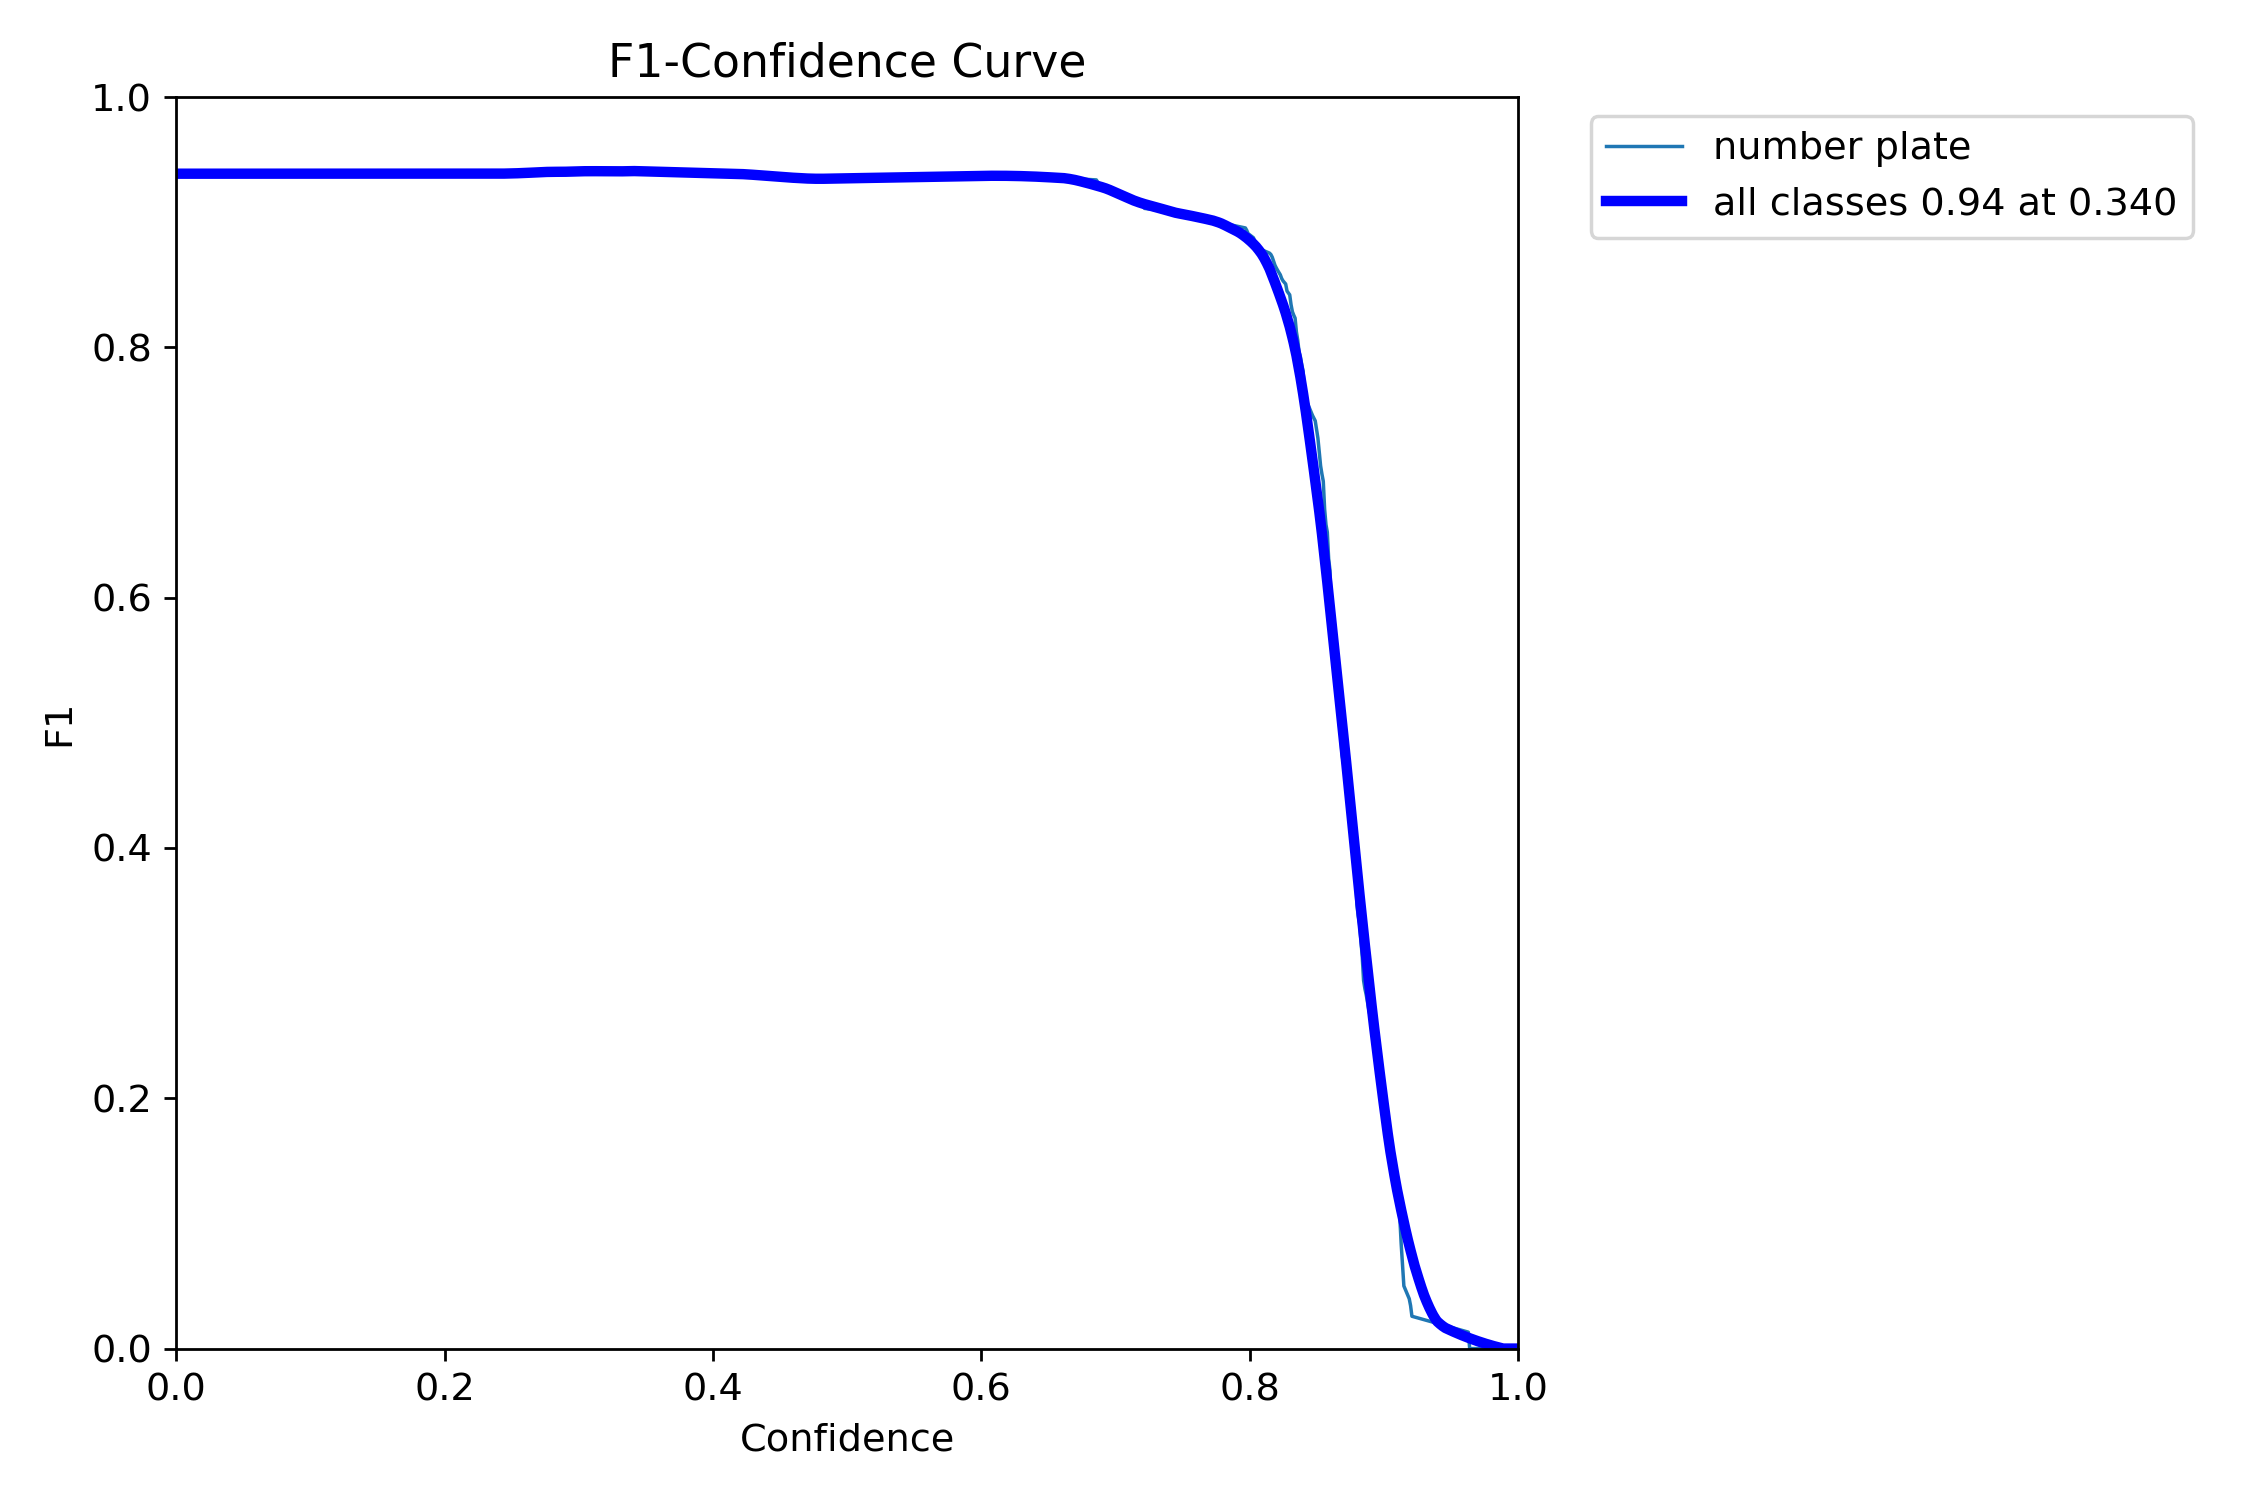 F1-Confidence Curve
number plate
all classes 0.94 at 0.340
1.0
0.8
0.6
0.4
0.2
0.0
F1
0.0 0.2 0.4 0.6 0.8 1.0
Confidence